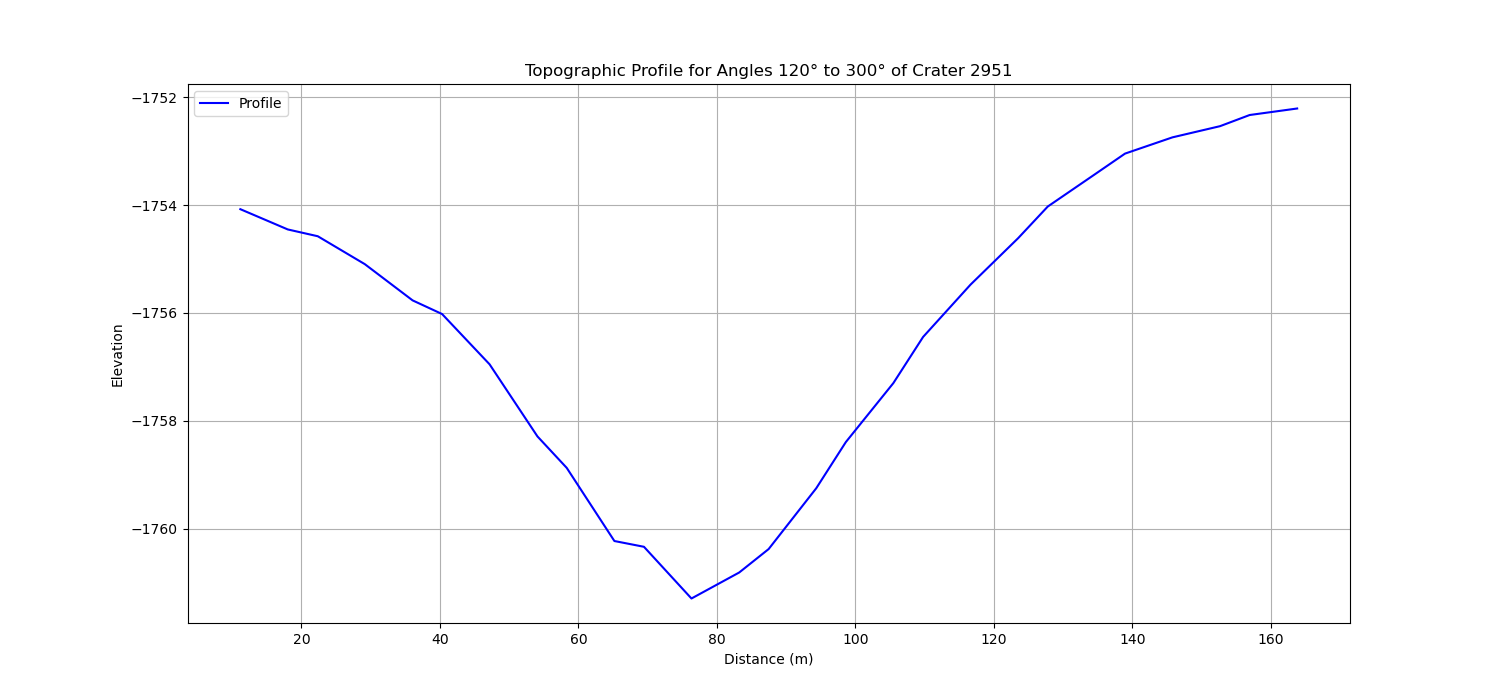 Topographic Profile for Angles 120° to 300° of Crater 2951
Profile
−1752
−1754
−1756
−1758
−1760
Elevation
20 40 60 80 100 120 140 160
Distance (m)